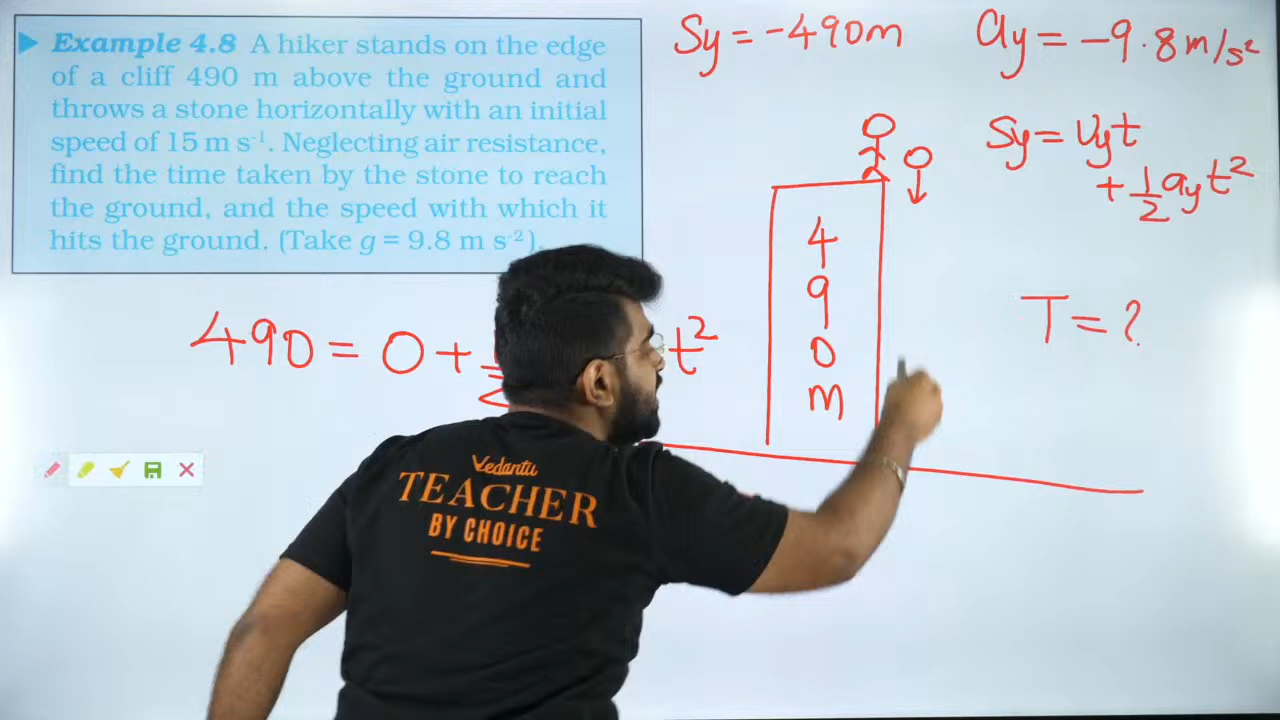 Example 4.8 A hiker stands on the edge
of a cliff 490 m above the ground and
throws a stone horizontally with an initial
speed of 15 m s⁻¹. Neglecting air resistance,
find the time taken by the stone to reach
the ground, and the speed with which it
hits the ground. (Take g = 9.8 m s⁻²).
Sy = -490m
ay = -9.8 m/s²
Sy = Uyt
+ 1/2 ayt²
4
9
0
m
T = ?
490 = 0 +
t²
Vedantu
TEACHER
BY CHOICE